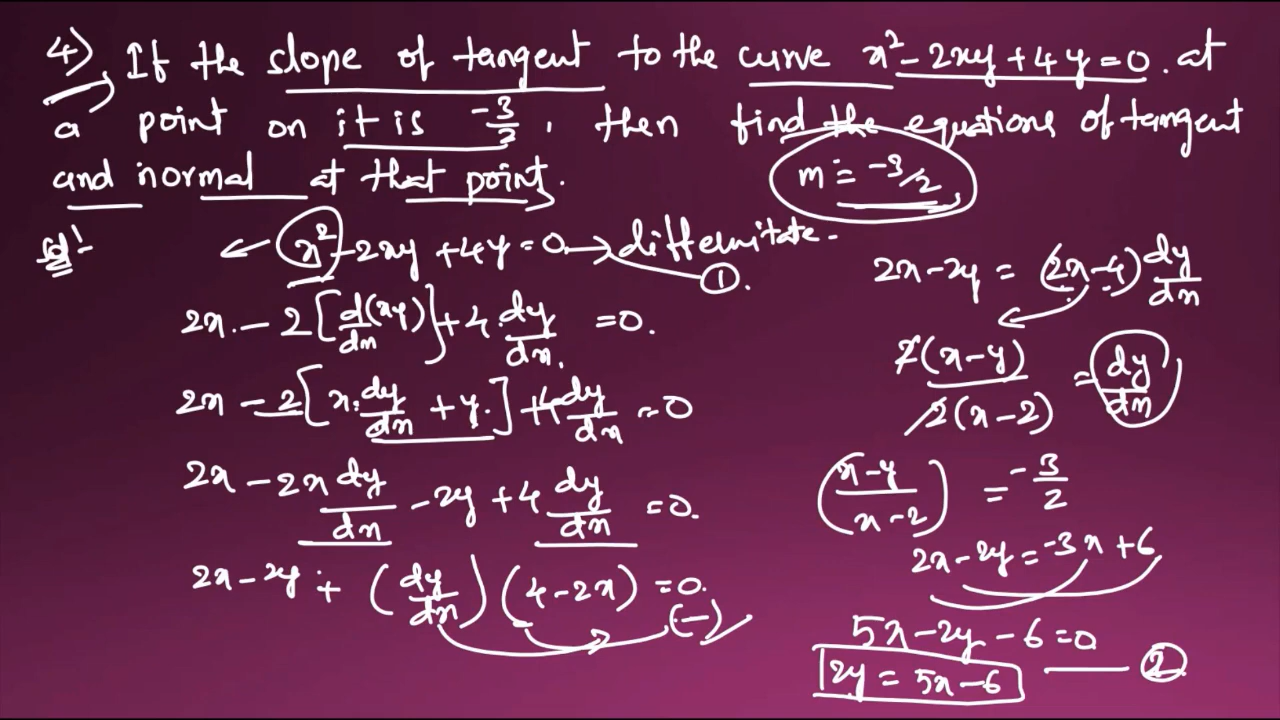 4) If the slope of tangent to the curve x² - 2xy + 4y = 0. at
a point on it is -3/2, then find the equations of tangent
and normal at that point.
m = -3/2
Sol:-
x² - 2xy + 4y = 0 → differnitate -
①.
2x - 2[d(xy)/dx] + 4 dy/dx = 0.
2x - 2[x. dy/dx + y.] + 4 dy/dx = 0
2x - 2x dy/dx - 2y + 4 dy/dx = 0.
2x - 2y + (dy/dx)(4 - 2x) = 0.
(-)
2x - 2y = (2x - 4) dy/dx
2(x - y)/2(x - 2) = dy/dx
(x - y/x - 2) = -3/2
2x - 2y = -3x + 6
5x - 2y - 6 = 0
2y = 5x - 6 — ②